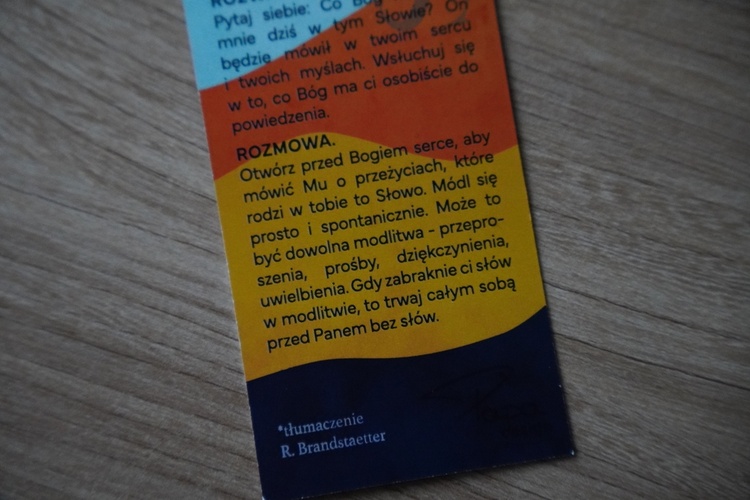 Pytaj siebie: Co Bóg
mnie dziś w tym Słowie? On
będzie mówił w twoim sercu
i twoich myślach. Wsłuchuj się
w to, co Bóg ma ci osobiście do
powiedzenia.
ROZMOWA.
Otwórz przed Bogiem serce, aby
mówić Mu o przeżyciach, które
rodzi w tobie to Słowo. Módl się
prosto i spontanicznie. Może to
być dowolna modlitwa - przepro-
szenia, prośby, dziękczynienia,
uwielbienia. Gdy zabraknie ci słów
w modlitwie, to trwaj całym sobą
przed Panem bez słów.
*tłumaczenie
R. Brandstaetter